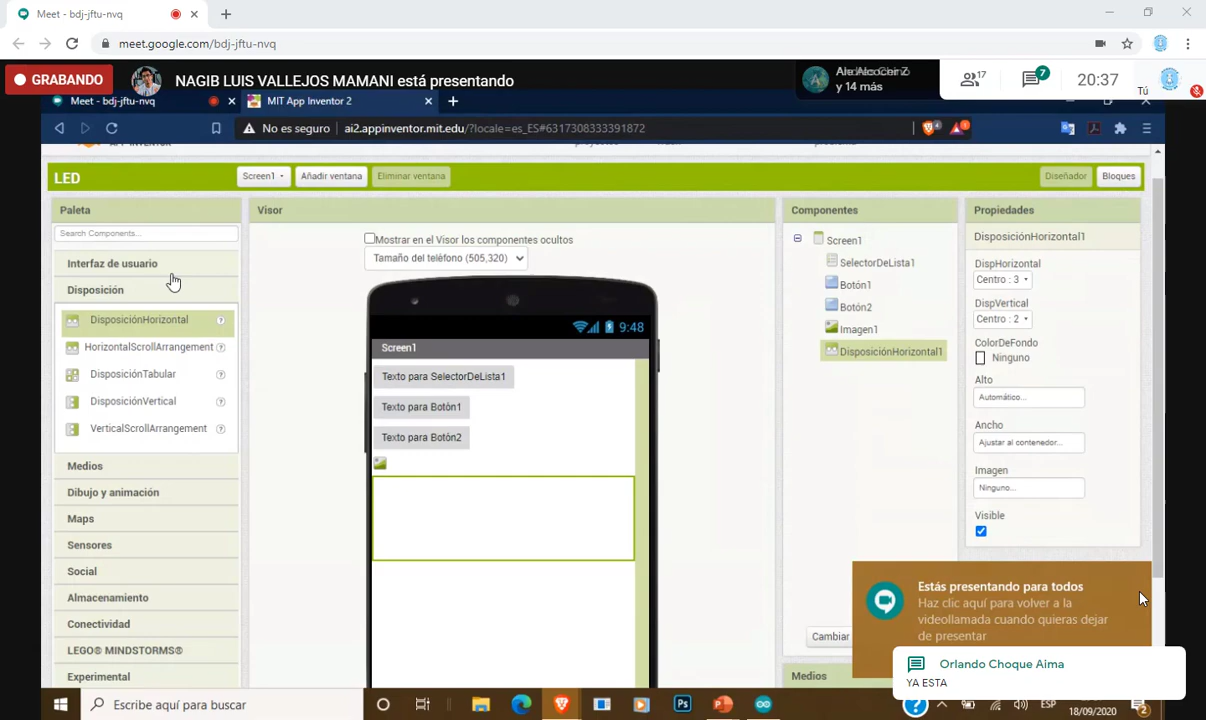 Meet - bdj-jftu-nvq
meet.google.com/bdj-jftu-nvq
GRABANDO
NAGIB LUIS VALLEJOS MAMANI está presentando
y 14 más
17
7
20:37
Tú
Meet - bdj-jftu-nvq
MIT App Inventor 2
No es seguro
ai2.appinventor.mit.edu/?locale=es_ES#6317308333391872
LED
Screen1
Añadir ventana
Eliminar ventana
Diseñador
Bloques
Paleta
Visor
Componentes
Propiedades
Search Components...
Mostrar en el Visor los componentes ocultos
Tamaño del teléfono (505,320)
Interfaz de usuario
Disposición
DisposiciónHorizontal
HorizontalScrollArrangement
DisposiciónTabular
DisposiciónVertical
VerticalScrollArrangement
Medios
Dibujo y animación
Maps
Sensores
Social
Almacenamiento
Conectividad
LEGO® MINDSTORMS®
Experimental
9:48
Screen1
Texto para SelectorDeLista1
Texto para Botón1
Texto para Botón2
Screen1
SelectorDeLista1
Botón1
Botón2
Imagen1
DisposiciónHorizontal1
Cambiar
Medios
DisposiciónHorizontal1
DispHorizontal
Centro : 3
DispVertical
Centro : 2
ColorDeFondo
Ninguno
Alto
Automático...
Ancho
Ajustar al contenedor...
Imagen
Ninguno...
Visible
Estás presentando para todos
Haz clic aquí para volver a la
videollamada cuando quieras dejar
de presentar
Orlando Choque Aima
YA ESTA
Escribe aquí para buscar
Ps
ESP
18/09/2020
2